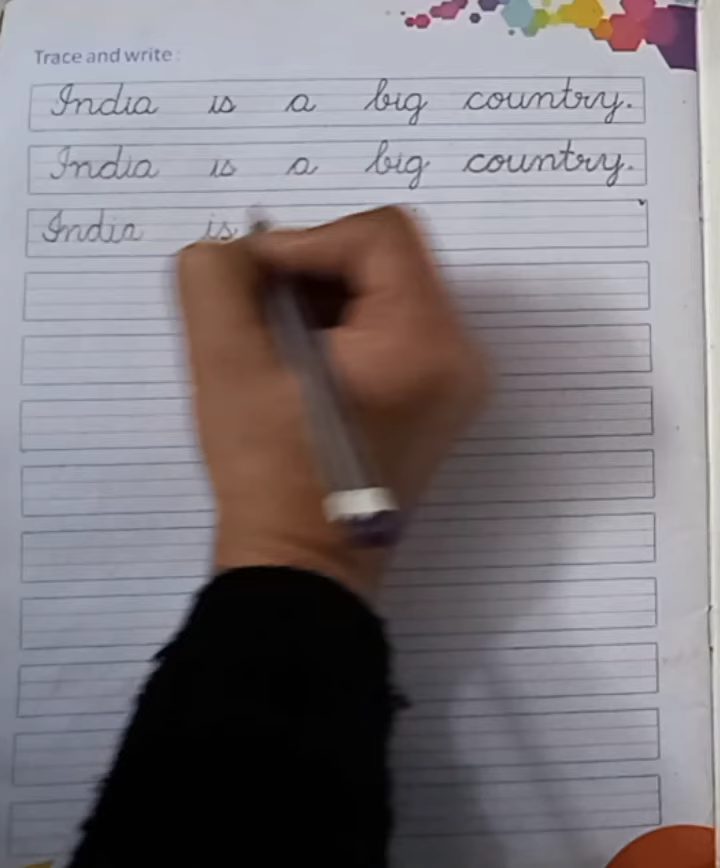 Trace and write :
India is a big country.
India is a big country.
India is